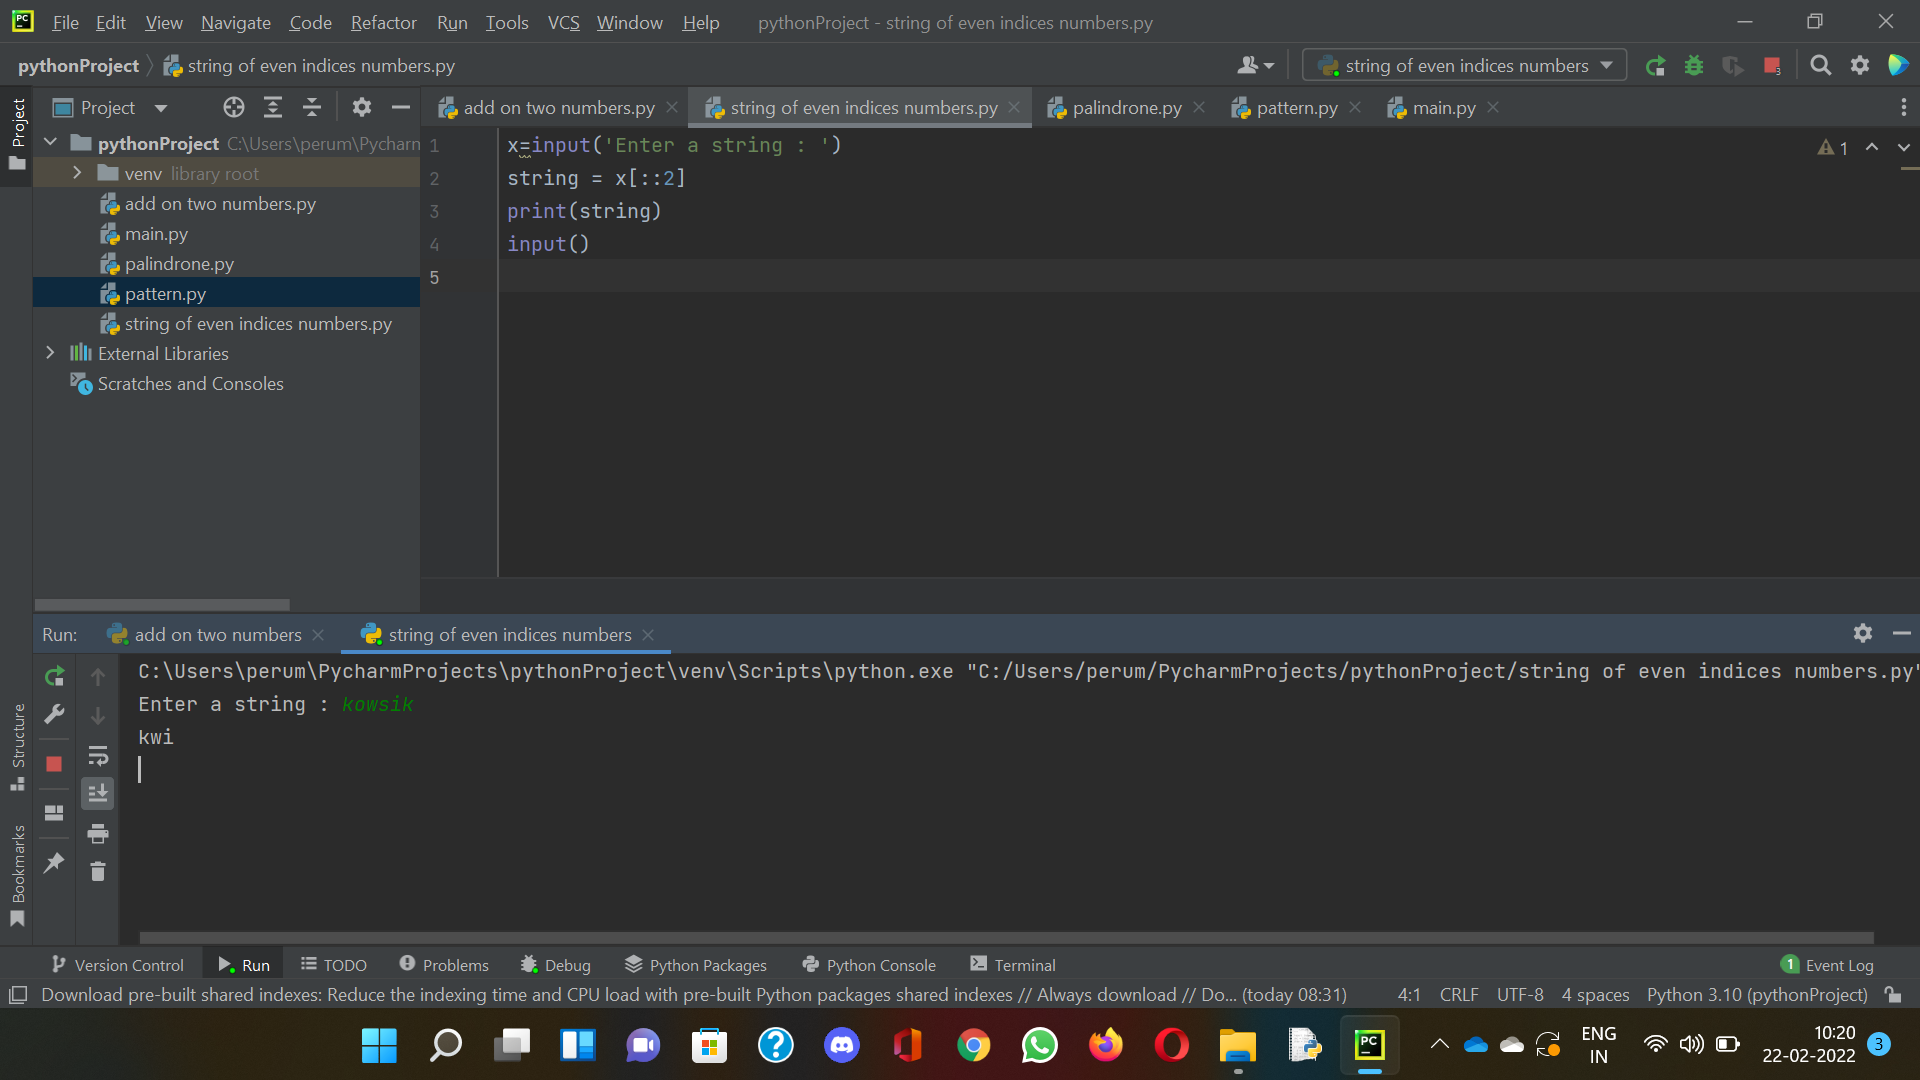 File Edit View Navigate Code Refactor Run Tools VCS Window Help pythonProject - string of even indices numbers.py
pythonProject string of even indices numbers.py string of even indices numbers 3
Project add on two numbers.py string of even indices numbers.py palindrone.py pattern.py main.py
Project
pythonProject C:\Users\perum\Pycharm
venv library root
add on two numbers.py
main.py
palindrone.py
pattern.py
string of even indices numbers.py
External Libraries
Scratches and Consoles
1 x=input('Enter a string : ') 1
2 string = x[::2]
3 print(string)
4 input()
5
Run: add on two numbers string of even indices numbers
C:\Users\perum\PycharmProjects\pythonProject\venv\Scripts\python.exe "C:/Users/perum/PycharmProjects/pythonProject/string of even indices numbers.py"
Enter a string : kowsik
kwi
Structure
Bookmarks
Version Control Run TODO Problems Debug Python Packages Python Console Terminal 1 Event Log
Download pre-built shared indexes: Reduce the indexing time and CPU load with pre-built Python packages shared indexes // Always download // Do... (today 08:31) 4:1 CRLF UTF-8 4 spaces Python 3.10 (pythonProject)
PC ENG 10:20
IN 22-02-2022 3